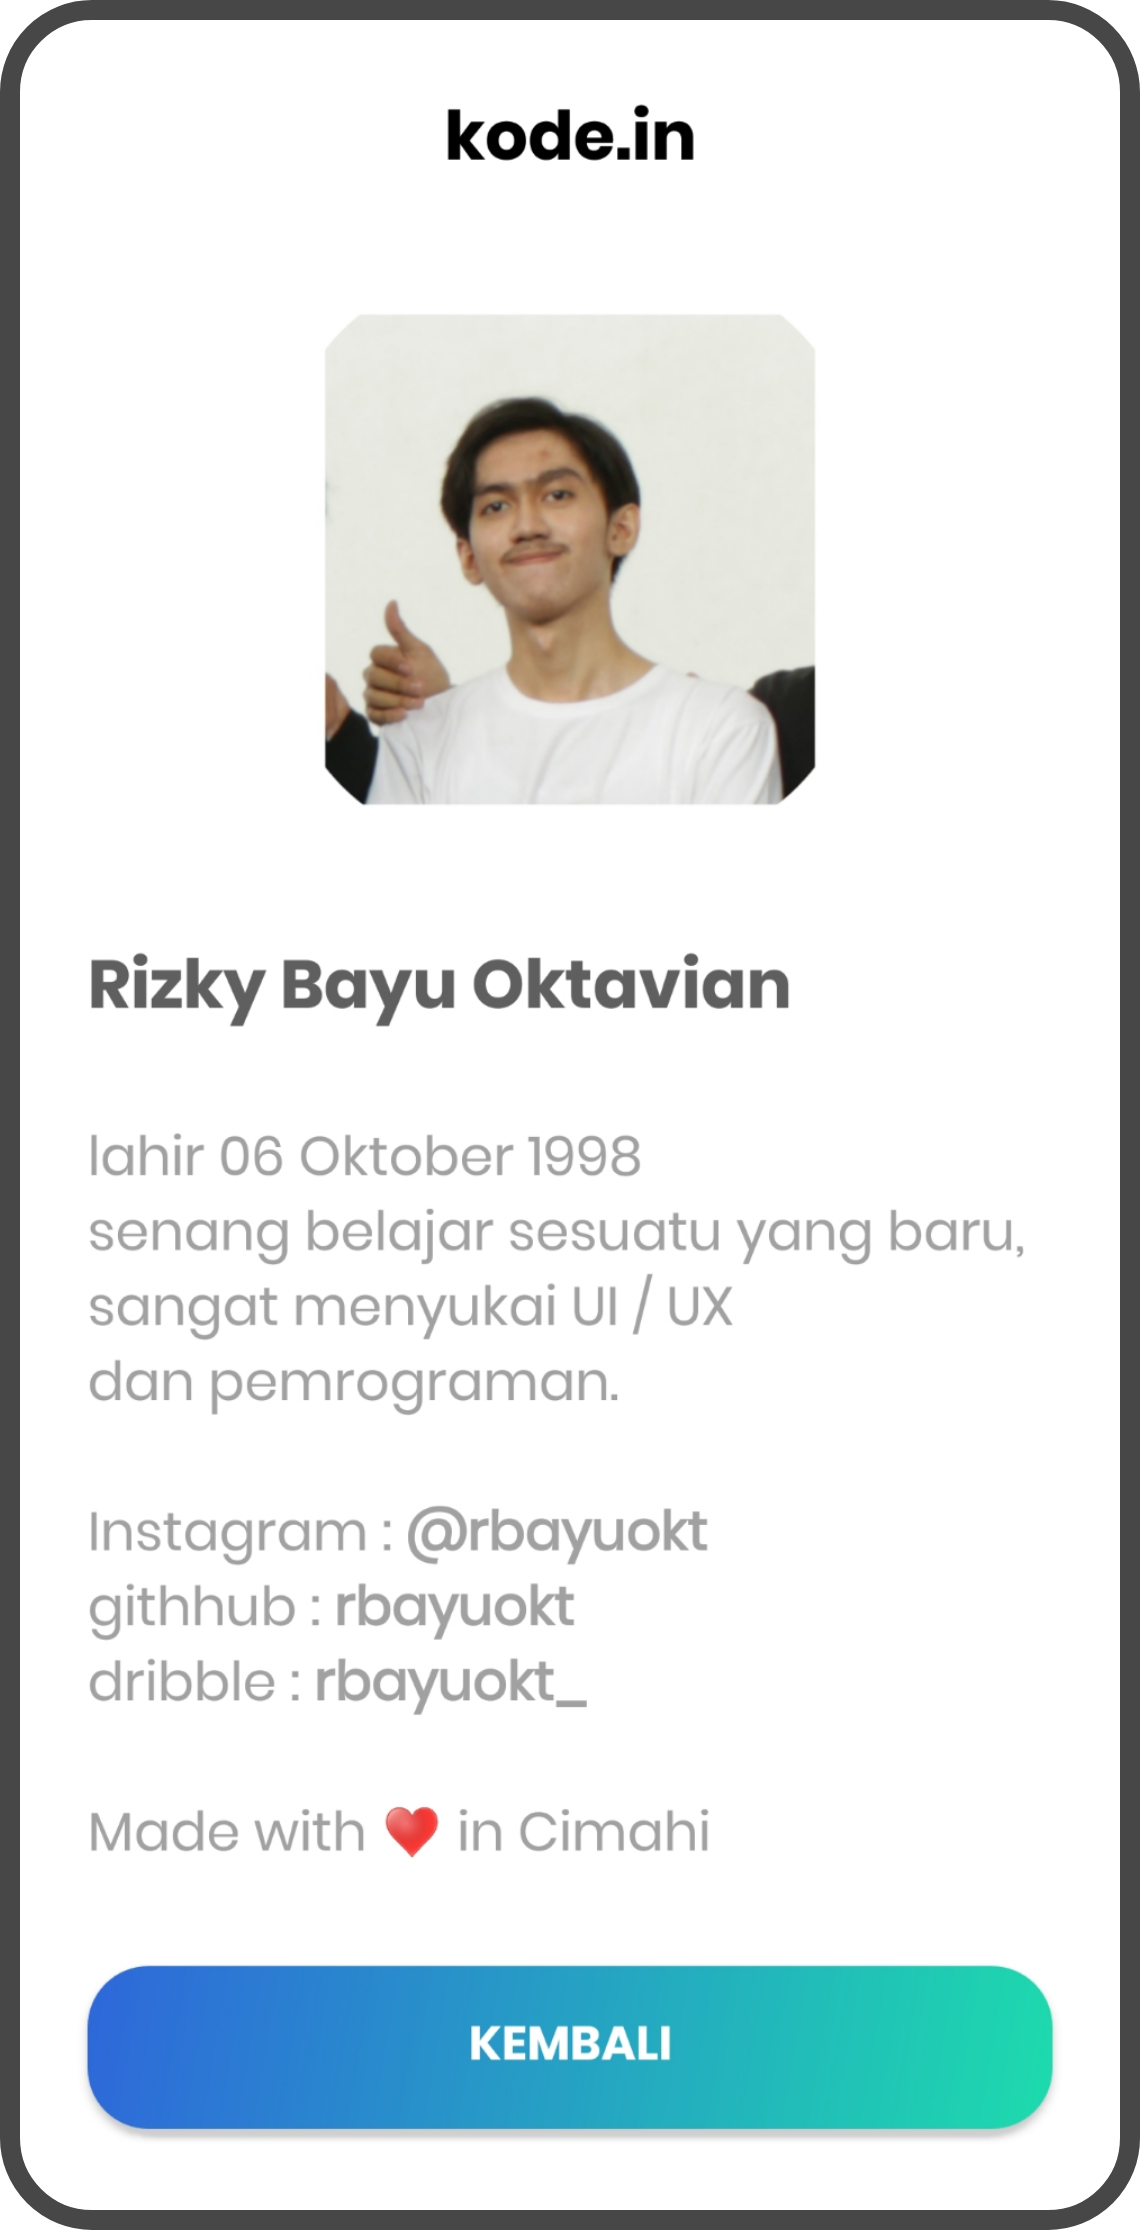 kode.in
Rizky Bayu Oktavian
lahir 06 Oktober 1998
senang belajar sesuatu yang baru,
sangat menyukai UI / UX
dan pemrograman.
Instagram : @rbayuokt
githhub : rbayuokt
dribble : rbayuokt_
Made with ❤️ in Cimahi
KEMBALI